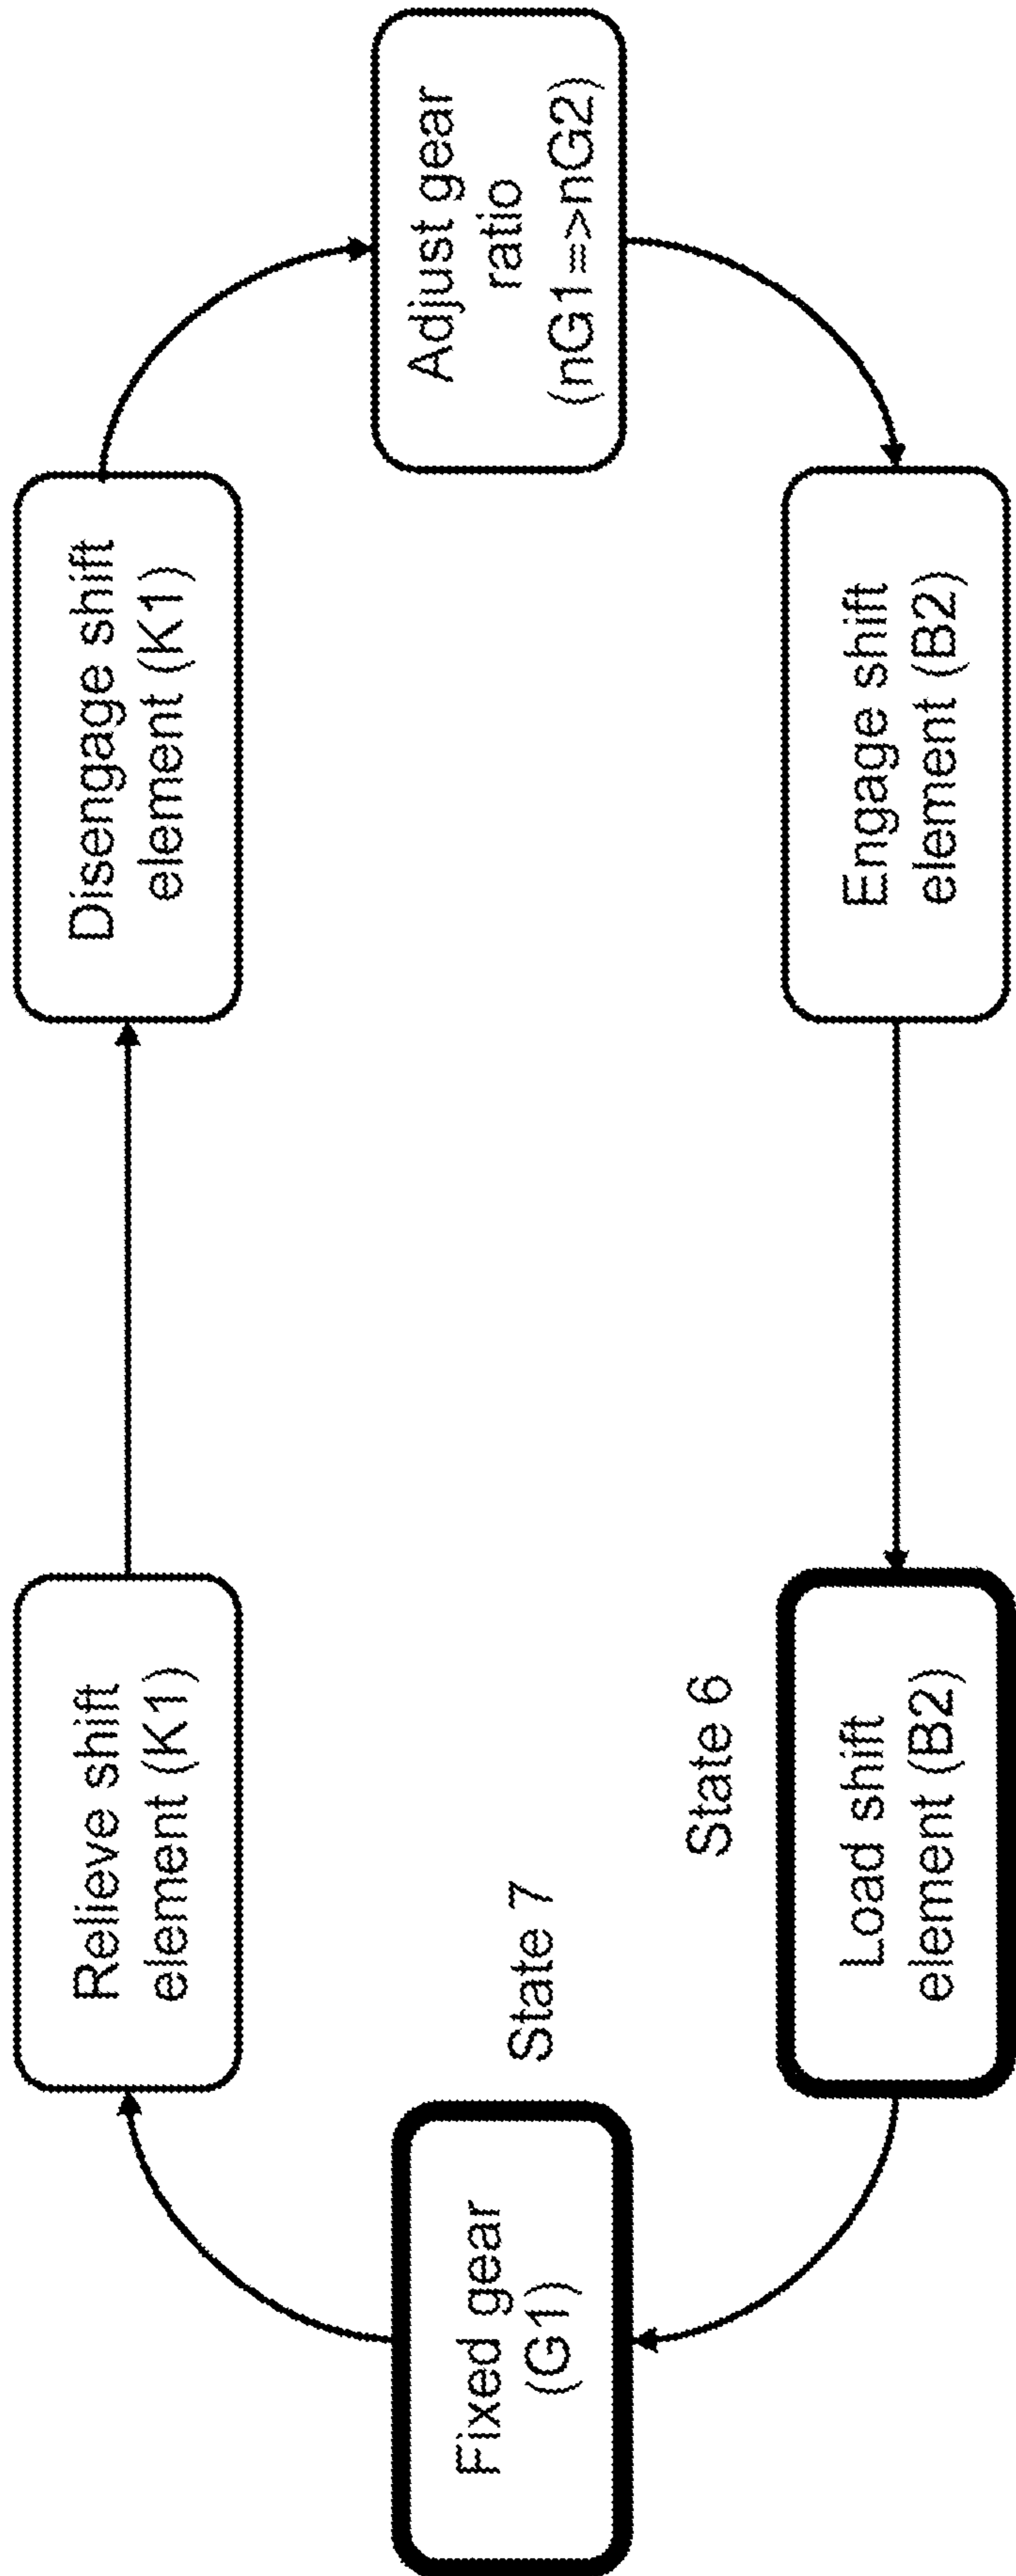 Relieve shift
element (K1)
Disengage shift
element (K1)
Fixed gear
(G1)
State 7
Adjust gear
ratio
(nG1=>nG2)
State 6
Load shift
element (B2)
Engage shift
element (B2)